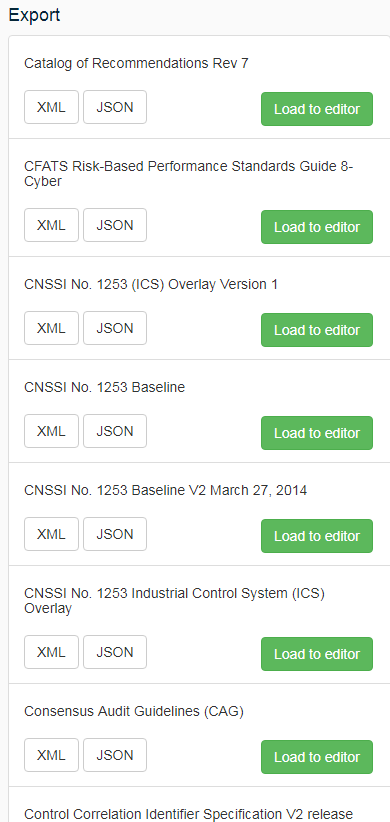 Export
Catalog of Recommendations Rev 7
XML JSON Load to editor
CFATS Risk-Based Performance Standards Guide 8-
Cyber
XML JSON Load to editor
CNSSI No. 1253 (ICS) Overlay Version 1
XML JSON Load to editor
CNSSI No. 1253 Baseline
XML JSON Load to editor
CNSSI No. 1253 Baseline V2 March 27, 2014
XML JSON Load to editor
CNSSI No. 1253 Industrial Control System (ICS)
Overlay
XML JSON Load to editor
Consensus Audit Guidelines (CAG)
XML JSON Load to editor
Control Correlation Identifier Specification V2 release